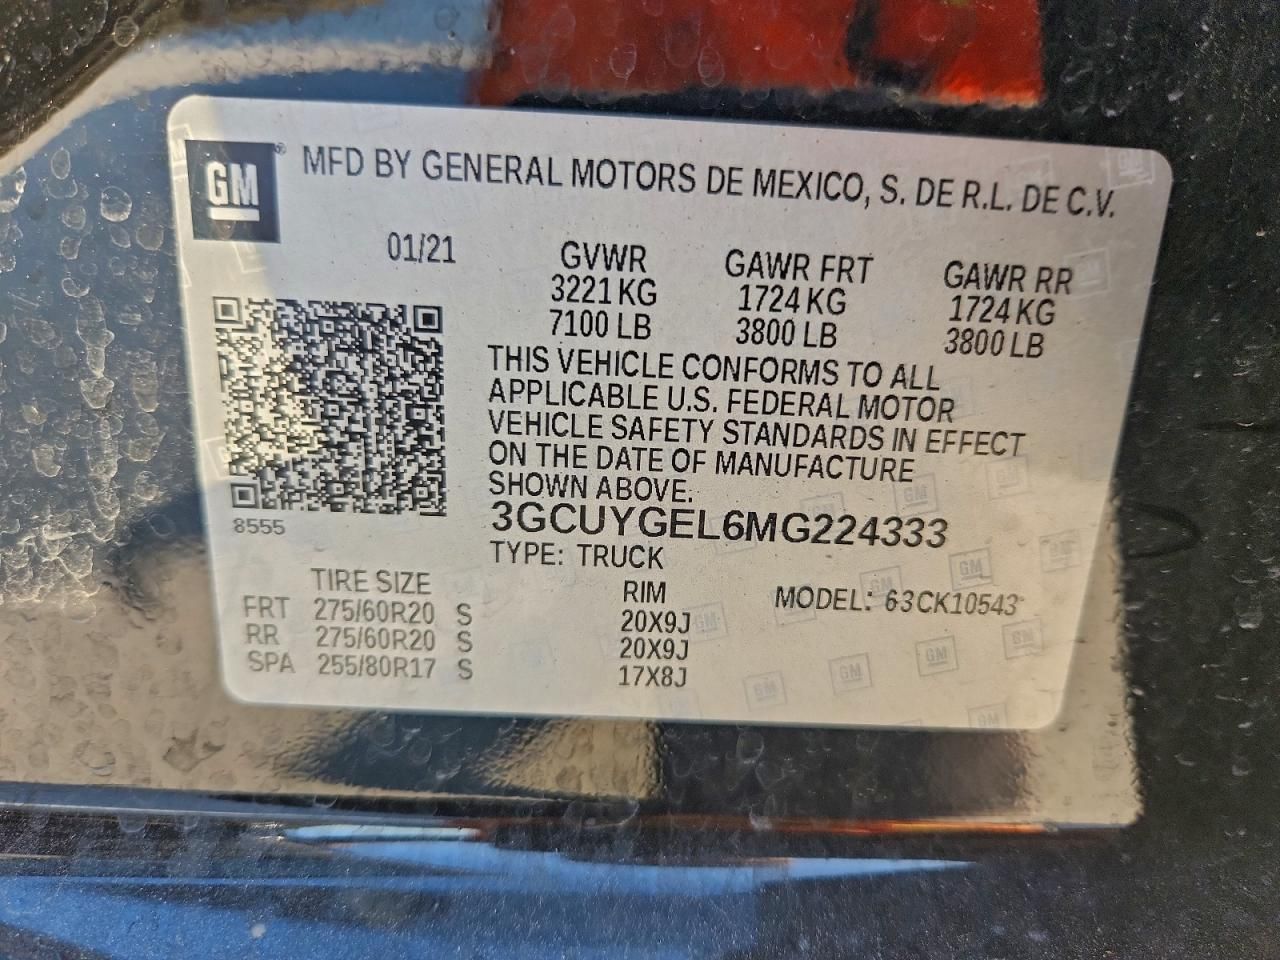 GM ® MFD BY GENERAL MOTORS DE MEXICO, S. DE R.L. DE C.V.
01/21 GVWR GAWR FRT GAWR RR
3221 KG 1724 KG 1724 KG
7100 LB 3800 LB 3800 LB
THIS VEHICLE CONFORMS TO ALL
APPLICABLE U.S. FEDERAL MOTOR
VEHICLE SAFETY STANDARDS IN EFFECT
ON THE DATE OF MANUFACTURE
SHOWN ABOVE.
8555 3GCUYGEL6MG224333
TYPE: TRUCK
TIRE SIZE RIM MODEL: 63CK10543
FRT 275/60R20 S 20X9J
RR 275/60R20 S 20X9J
SPA 255/80R17 S 17X8J